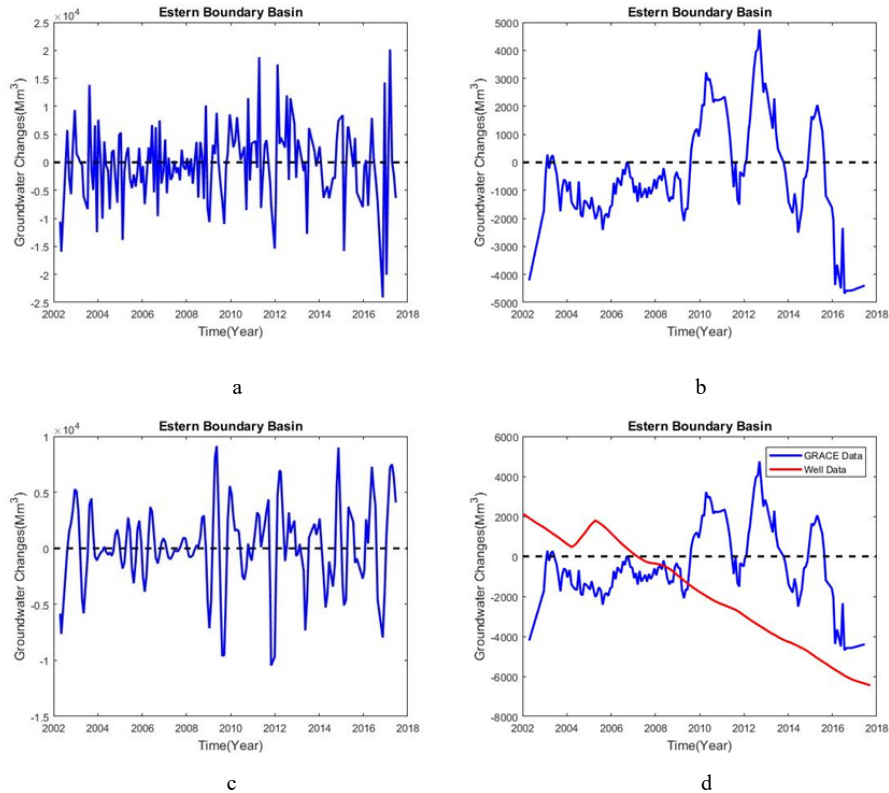 Estern Boundary Basin
Groundwater Changes(Mm³)
×10⁴
2.5
2
1.5
1
0.5
0
-0.5
-1
-1.5
-2
-2.5
2002 2004 2006 2008 2010 2012 2014 2016 2018
Time(Year)
a
Estern Boundary Basin
Groundwater Changes(Mm³)
5000
4000
3000
2000
1000
0
-1000
-2000
-3000
-4000
-5000
2002 2004 2006 2008 2010 2012 2014 2016 2018
Time(Year)
b
Estern Boundary Basin
Groundwater Changes(Mm³)
×10⁴
1
0.5
0
-0.5
-1
-1.5
2002 2004 2006 2008 2010 2012 2014 2016 2018
Time(Year)
c
Estern Boundary Basin
Groundwater Changes(Mm³)
6000
4000
2000
0
-2000
-4000
-6000
-8000
GRACE Data
Well Data
2002 2004 2006 2008 2010 2012 2014 2016 2018
Time(Year)
d